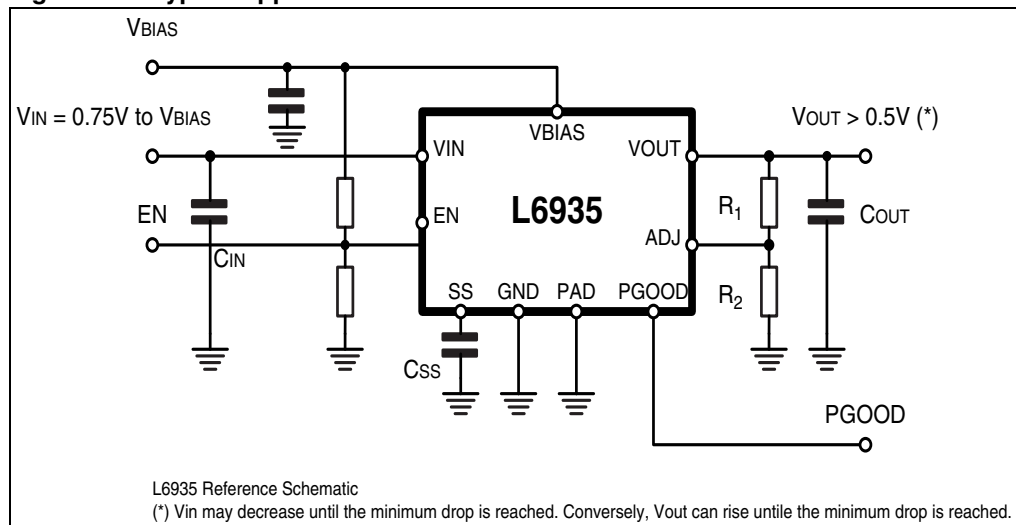 VBIAS
VIN = 0.75V to VBIAS
VOUT > 0.5V (*)
VBIAS
VIN
VOUT
EN
EN
L6935
R1
COUT
ADJ
CIN
SS GND PAD PGOOD
R2
CSS
PGOOD
L6935 Reference Schematic
(*) Vin may decrease until the minimum drop is reached. Conversely, Vout can rise untile the minimum drop is reached.